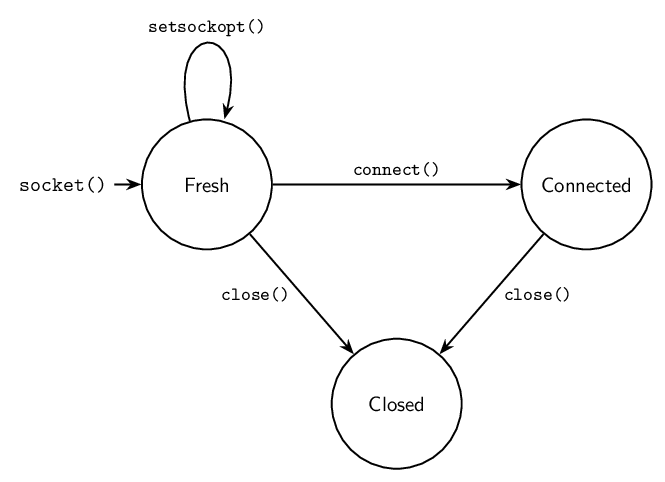 setsockopt()
socket()
Fresh
connect()
Connected
close()
close()
Closed